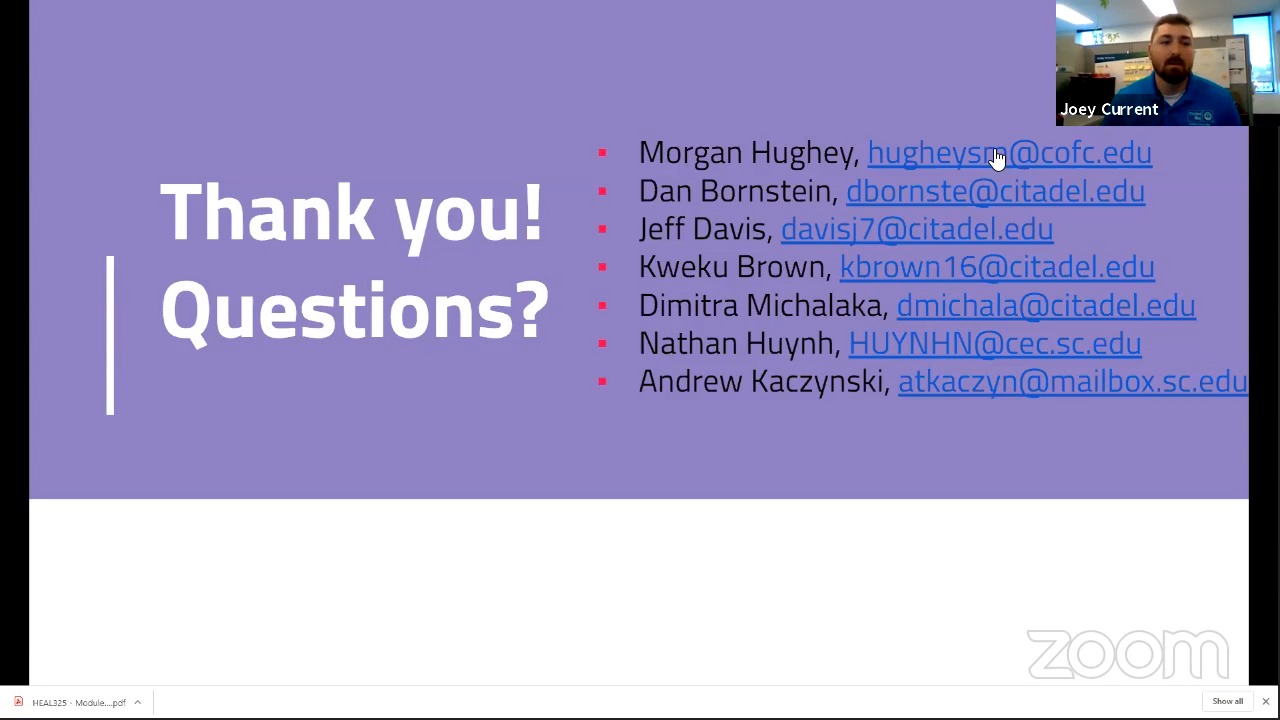 Joey Current
Thank you!
Questions?
Morgan Hughey, hugheysm@cofc.edu
Dan Bornstein, dbornste@citadel.edu
Jeff Davis, davisj7@citadel.edu
Kweku Brown, kbrown16@citadel.edu
Dimitra Michalaka, dmichala@citadel.edu
Nathan Huynh, HUYNHN@cec.sc.edu
Andrew Kaczynski, atkaczyn@mailbox.sc.edu
zoom
HEAL325 - Module....pdf
Show all